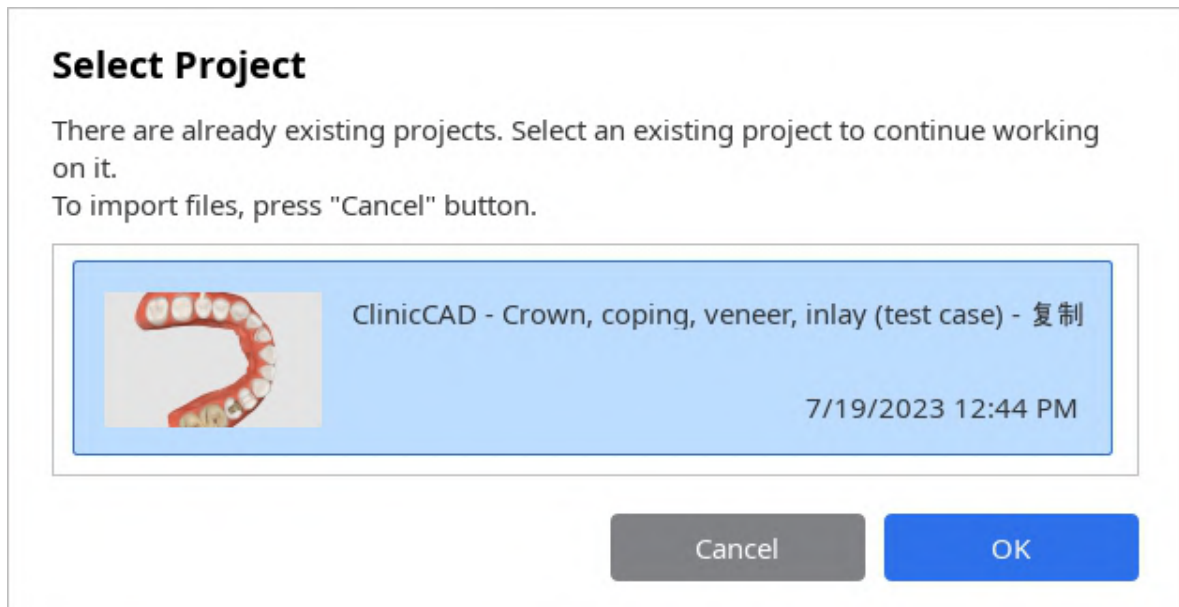 Select Project
There are already existing projects. Select an existing project to continue working
on it.
To import files, press "Cancel" button.
ClinicCAD - Crown, coping, veneer, inlay (test case) - 复制
7/19/2023 12:44 PM
Cancel
OK